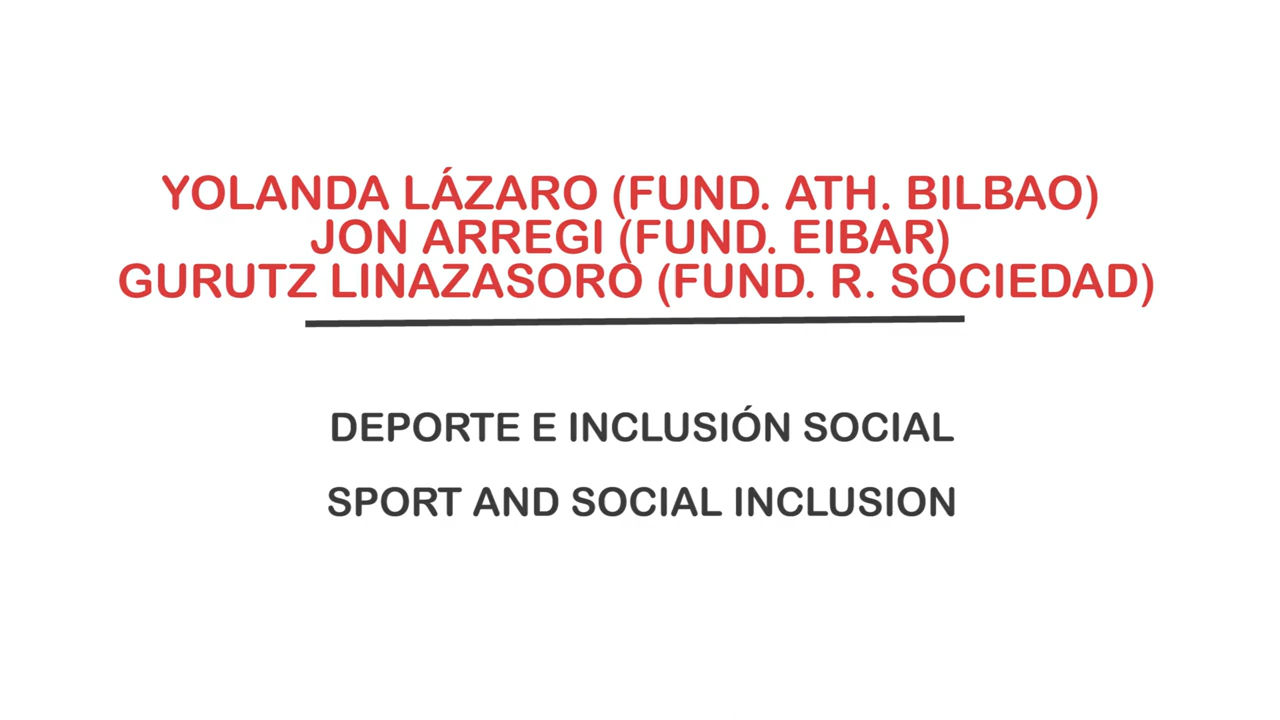 YOLANDA LÁZARO (FUND. ATH. BILBAO)
JON ARREGI (FUND. EIBAR)
GURUTZ LINAZASORO (FUND. R. SOCIEDAD)
DEPORTE E INCLUSIÓN SOCIAL
SPORT AND SOCIAL INCLUSION